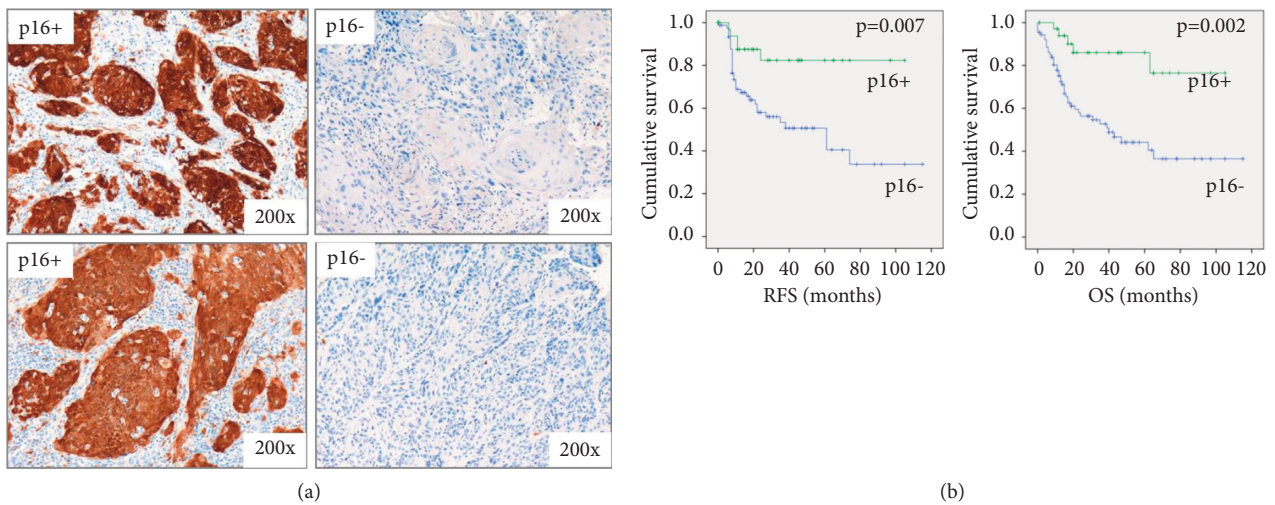 p16+
200x
p16-
200x
p16+
200x
p16-
200x
(a)
Cumulative survival
1.0
0.8
0.6
0.4
0.2
0.0
p=0.007
p16+
p16-
0 20 40 60 80 100 120
RFS (months)
Cumulative survival
1.0
0.8
0.6
0.4
0.2
0.0
p=0.002
p16+
p16-
0 20 40 60 80 100 120
OS (months)
(b)